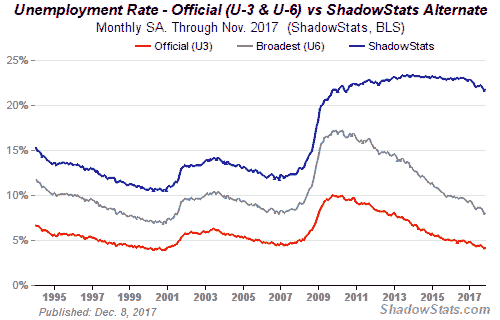 Unemployment Rate - Official (U-3 & U-6) vs ShadowStats Alternate
Monthly SA. Through Nov. 2017 (ShadowStats, BLS)
Official (U3) Broadest (U6) ShadowStats
25%
20%
15%
10%
5%
0%
1995 1997 1999 2001 2003 2005 2007 2009 2011 2013 2015 2017
Published: Dec. 8, 2017
ShadowStats.com